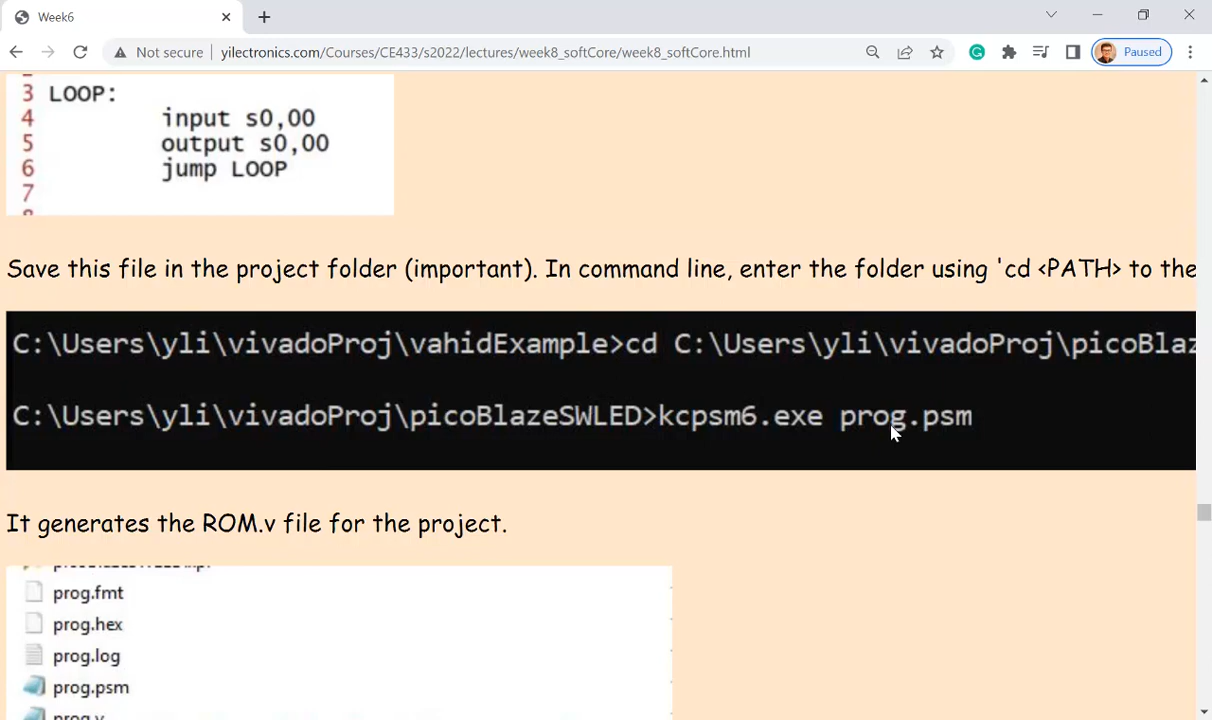 Week6
Not secure
yilectronics.com/Courses/CE433/s2022/lectures/week8_softCore/week8_softCore.html
Paused
3 LOOP:
4 input s0,00
5 output s0,00
6 jump LOOP
7
Save this file in the project folder (important). In command line, enter the folder using 'cd <PATH> to the
C:\Users\yli\vivadoProj\vahidExample>cd C:\Users\yli\vivadoProj\picoBlaz
C:\Users\yli\vivadoProj\picoBlazeSWLED>kcpsm6.exe prog.psm
It generates the ROM.v file for the project.
prog.fmt
prog.hex
prog.log
prog.psm
prog.v